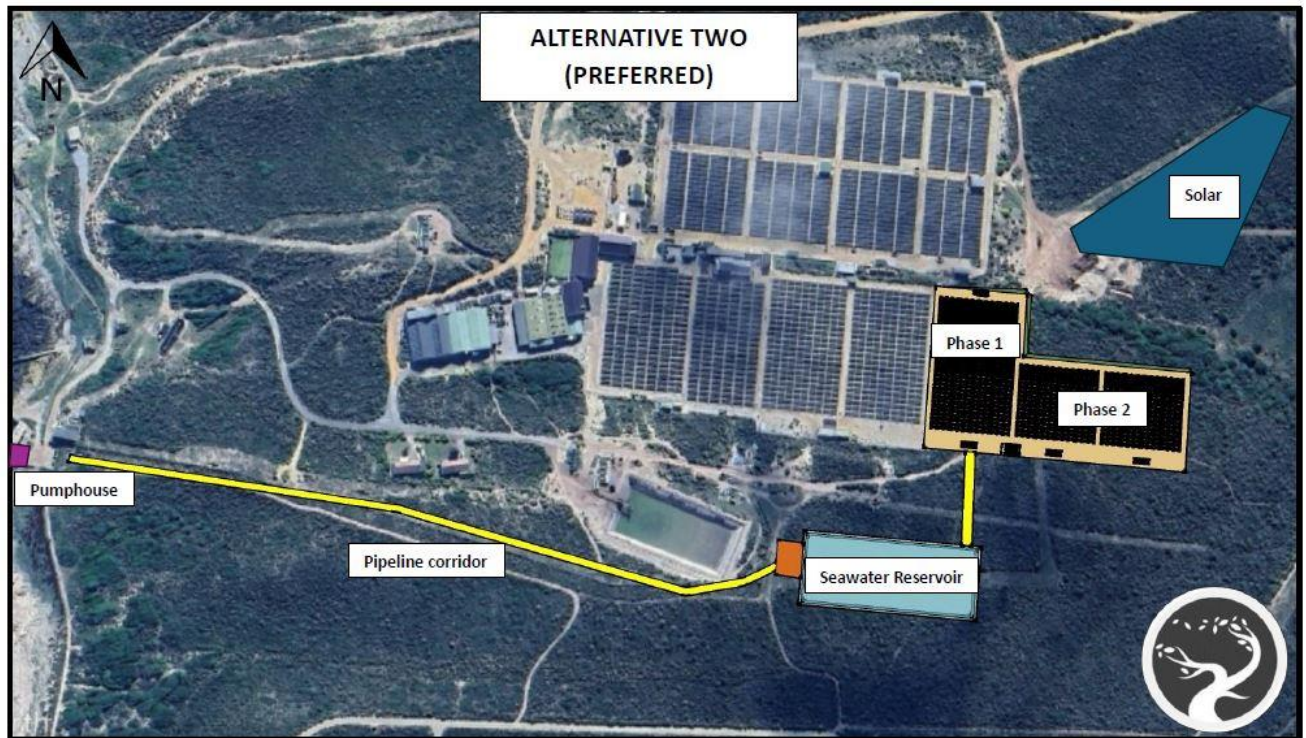 ALTERNATIVE TWO
(PREFERRED)
N
Solar
Phase 1
Phase 2
Pumphouse
Pipeline corridor
Seawater Reservoir